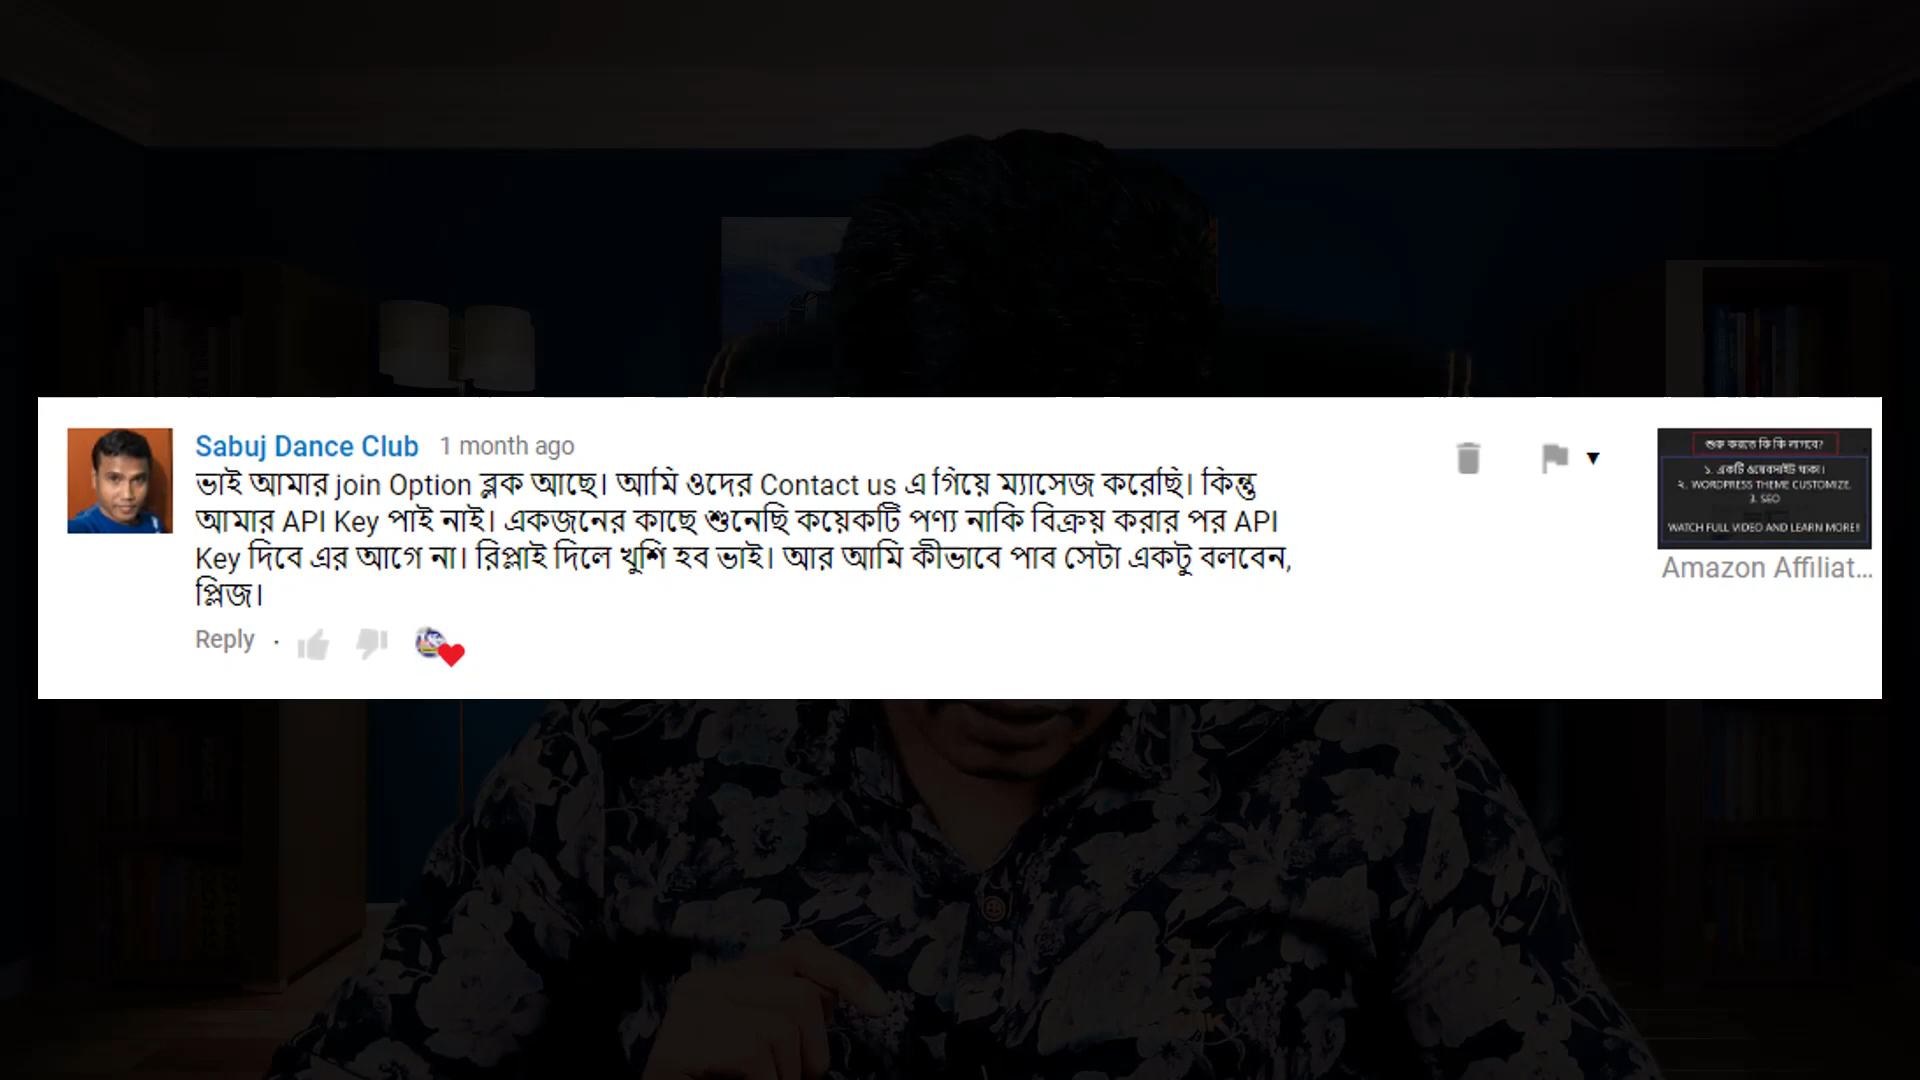 Sabuj Dance Club 1 month ago
ভাই আমার join Option ব্লক আছে। আমি ওদের Contact us এ গিয়ে ম্যাসেজ করেছি। কিন্তু
আমার API Key পাই নাই। একজনের কাছে শুনেছি কয়েকটি পণ্য নাকি বিক্রয় করার পর API
Key দিবে এর আগে না। রিপ্লাই দিলে খুশি হব ভাই। আর আমি কীভাবে পাব সেটা একটু বলবেন,
প্লিজ।
Reply
শুরু করতে কি কি লাগবে?
১. একটি ওয়েবসাইট থাকা।
২. WORDPRESS THEME CUSTOMIZE.
3. SEO
WATCH FULL VIDEO AND LEARN MORE!!
Amazon Affiliat...